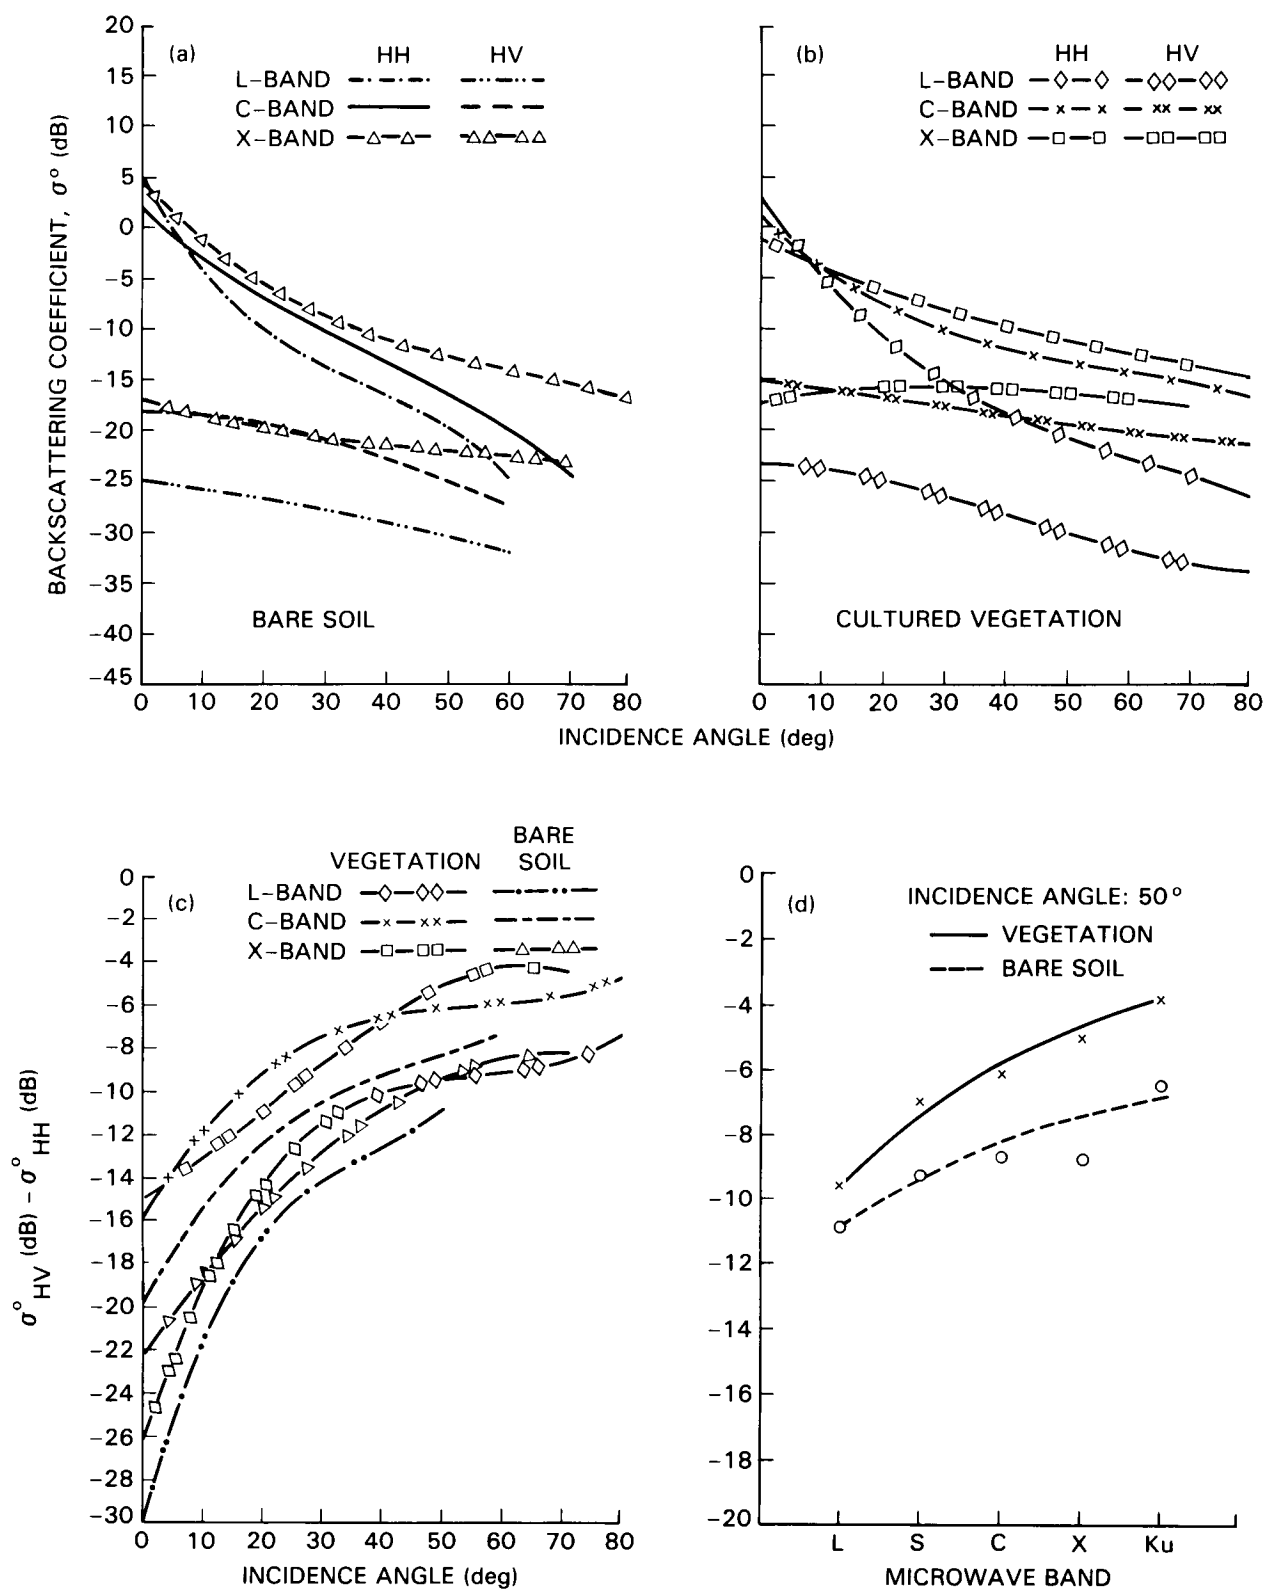 (a)
HH HV
L-BAND
C-BAND
X-BAND
20
15
10
5
0
-5
-10
-15
-20
-25
-30
-35
-40
-45
BACKSCATTERING COEFFICIENT, σ° (dB)
BARE SOIL
0 10 20 30 40 50 60 70 80
(b)
HH HV
L-BAND
C-BAND
X-BAND
CULTURED VEGETATION
0 10 20 30 40 50 60 70 80
INCIDENCE ANGLE (deg)
(c)
VEGETATION BARE SOIL
L-BAND
C-BAND
X-BAND
0
-2
-4
-6
-8
-10
-12
-14
-16
-18
-20
-22
-24
-26
-28
-30
σ°HV (dB) - σ°HH (dB)
0 10 20 30 40 50 60 70 80
INCIDENCE ANGLE (deg)
(d)
INCIDENCE ANGLE: 50°
VEGETATION
BARE SOIL
0
-2
-4
-6
-8
-10
-12
-14
-16
-18
-20
L S C X Ku
MICROWAVE BAND